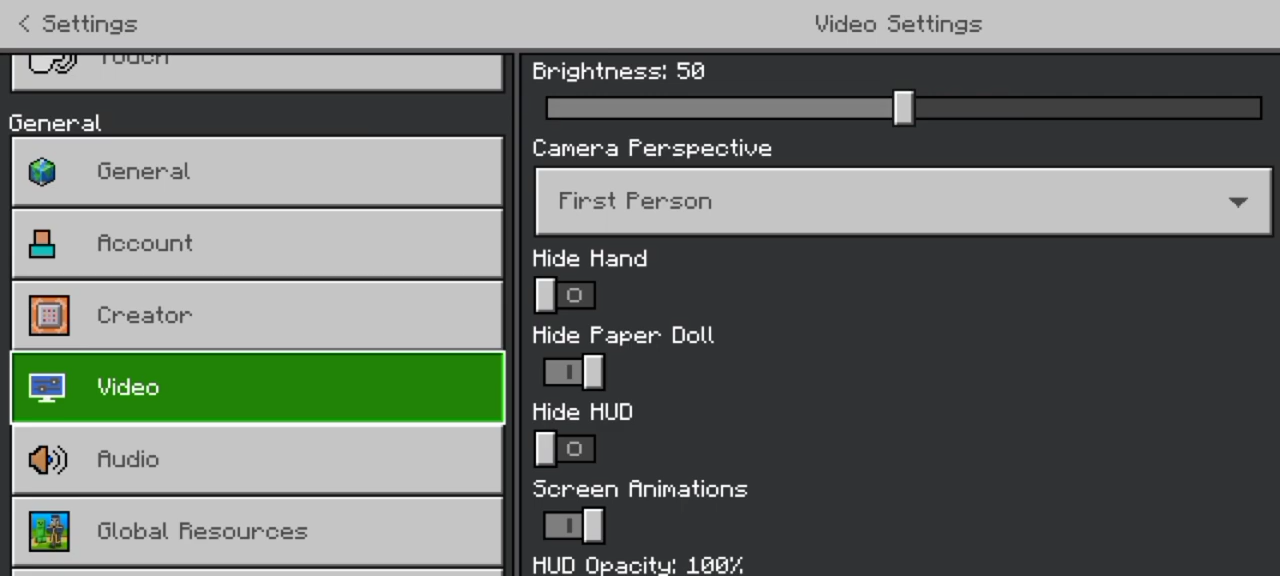 < Settings
Video Settings
Touch
General
General
Account
Creator
Video
Audio
Global Resources
Brightness: 50
Camera Perspective
First Person
Hide Hand
Hide Paper Doll
Hide HUD
Screen Animations
HUD Opacity: 100%